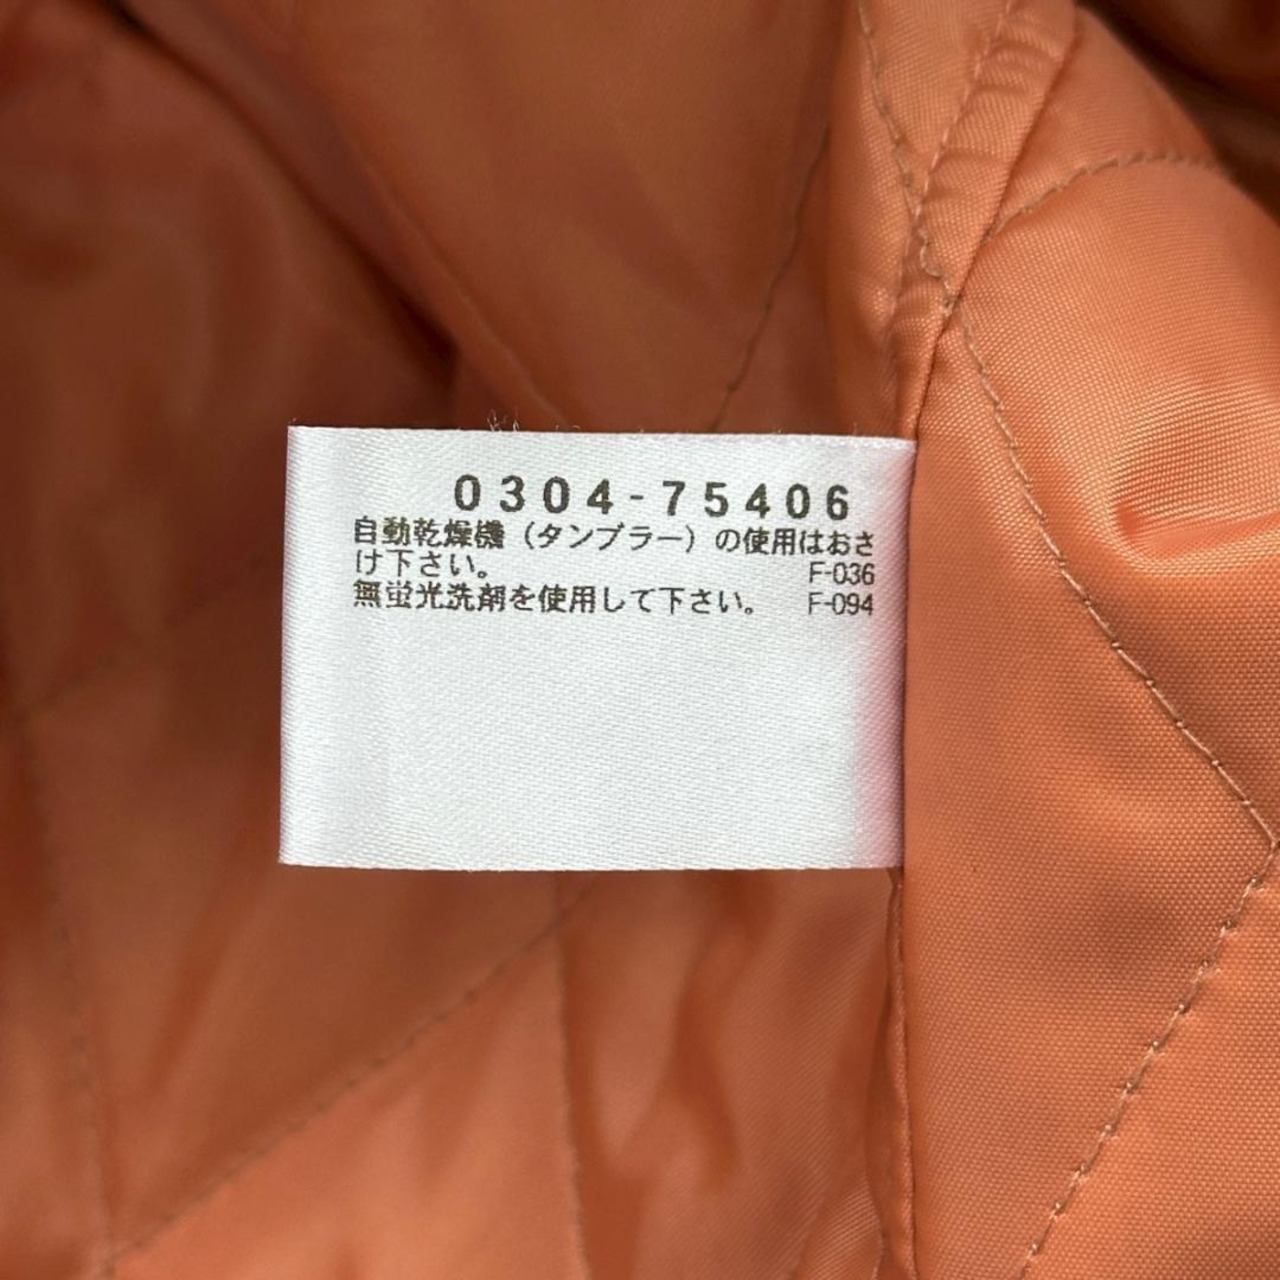 0304-75406
自動乾燥機（タンブラー）の使用はおさ
け下さい。 F-036
無蛍光洗剤を使用して下さい。 F-094